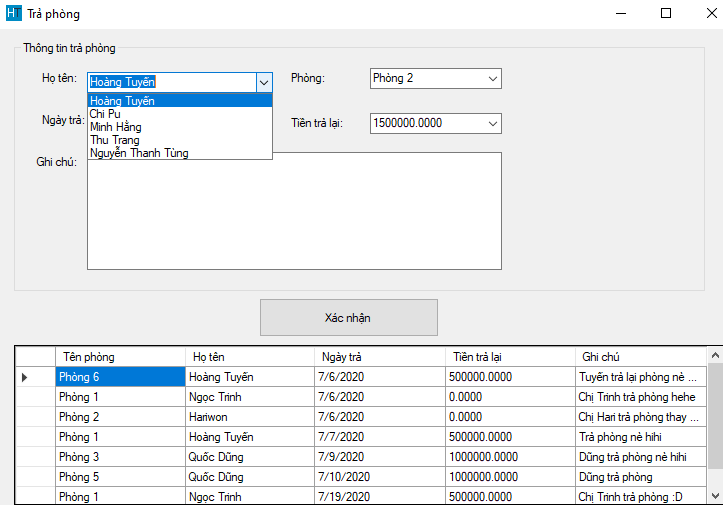 HT Trả phòng
Thông tin trả phòng
Họ tên: Hoàng Tuyến Phòng: Phòng 2
Hoàng Tuyến
Chi Pu
Ngày trả: Minh Hằng Tiền trả lại: 1500000.0000
Thu Trang
Nguyễn Thanh Tùng
Ghi chú:
Xác nhận
Tên phòng Họ tên Ngày trả Tiền trả lại Ghi chú
Phòng 6 Hoàng Tuyến 7/6/2020 500000.0000 Tuyến trả lại phòng nè ...
Phòng 1 Ngọc Trinh 7/6/2020 0.0000 Chị Trinh trả phòng hehe
Phòng 2 Hariwon 7/6/2020 0.0000 Chị Hari trả phòng thay ...
Phòng 1 Hoàng Tuyến 7/7/2020 500000.0000 Trả phòng nè hihi
Phòng 3 Quốc Dũng 7/9/2020 1000000.0000 Dũng trả phòng nè hihi
Phòng 5 Quốc Dũng 7/10/2020 1000000.0000 Dũng trả phòng
Phòng 1 Ngọc Trinh 7/19/2020 500000.0000 Chị Trinh trả phòng :D